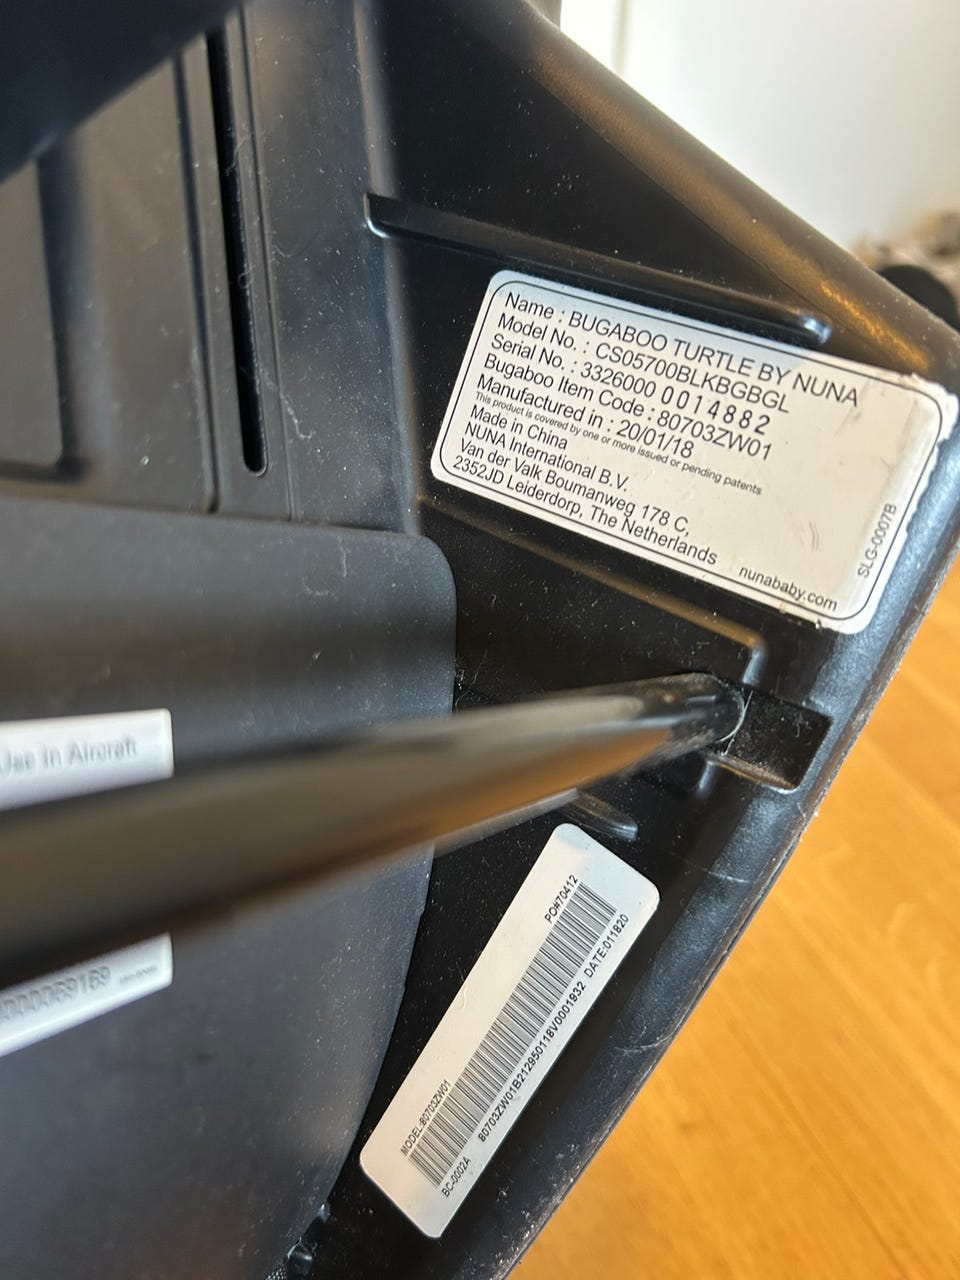 Name : BUGABOO TURTLE BY NUNA
Model No. : CS05700BLKBGBGL
Serial No. : 3326000 0014882
Bugaboo Item Code : 80703ZW01
Manufactured in : 20/01/18
This product is covered by one or more issued or pending patents
Made in China
NUNA International B.V.
Van der Valk Boumanweg 178 C,
2352JD Leiderdorp, The Netherlands
nunababy.com
SLG-0007B
Use in Aircraft
0000069169
PO#70412
MODEL:80703ZW01
80703ZW01B212950118V0001932 DATE:011820
BC-0002A